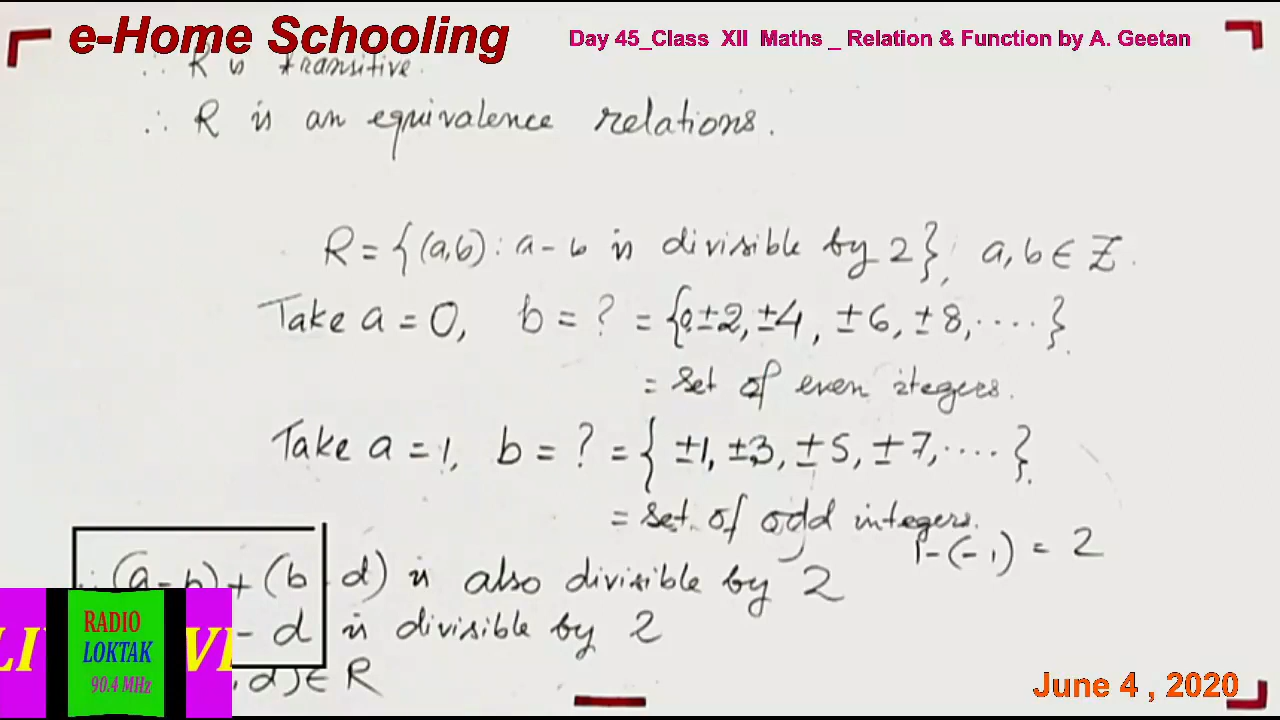 e-Home Schooling
Day 45_Class XII Maths _ Relation & Function by A. Geetan
∴ R is transitive.
∴ R is an equivalence relations.
R = {(a,b) : a - b is divisible by 2}, a, b ∈ Z.
Take a = 0, b = ? = {0, ±2, ±4, ±6, ±8, ....}
= set of even itegers.
Take a = 1, b = ? = { ±1, ±3, ±5, ±7, ....}
= set of odd integers.
1 - (-1) = 2
∴ (a - b) + (b - d) is also divisible by 2
- d is divisible by 2
, d) ∈ R
RADIO
LOKTAK
90.4 MHz
June 4 , 2020